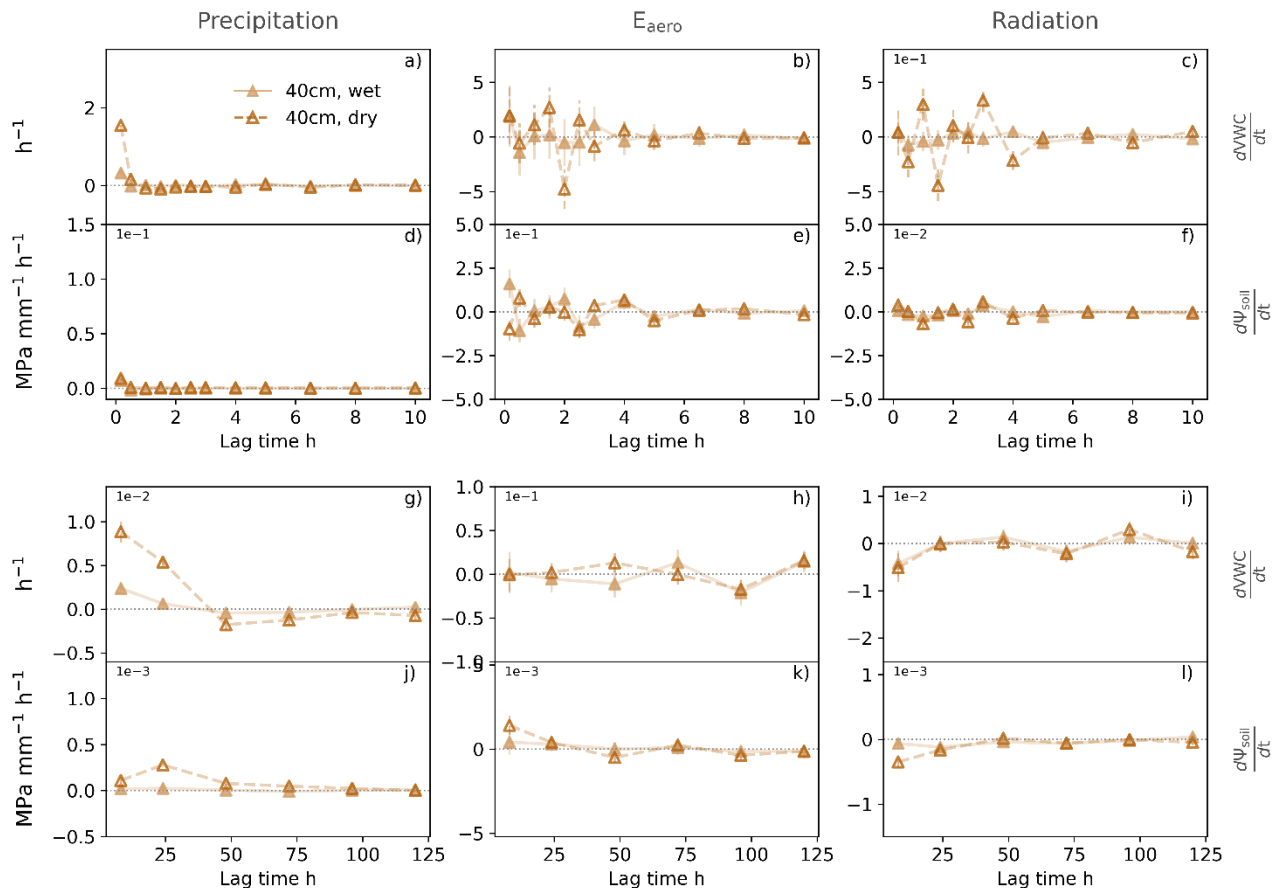 Precipitation
E_aero
Radiation
a)
40cm, wet
40cm, dry
2
0
h⁻¹
b)
5
0
−5
1e−1
c)
5
0
−5
dVWC
dt
1e−1
d)
1.5
1.0
0.5
0.0
MPa mm⁻¹ h⁻¹
0 2 4 6 8 10
Lag time h
1e−1
e)
5.0
2.5
0.0
−2.5
−5.0
0 2 4 6 8 10
Lag time h
1e−2
f)
5.0
2.5
0.0
−2.5
−5.0
0 2 4 6 8 10
Lag time h
dΨ_soil
dt
1e−2
g)
1.0
0.5
0.0
−0.5
h⁻¹
1e−1
h)
1.0
0.5
0.0
−0.5
−1.0
1e−2
i)
1
0
−1
−2
dVWC
dt
1e−3
j)
1.0
0.5
0.0
−0.5
MPa mm⁻¹ h⁻¹
25 50 75 100 125
Lag time h
1e−3
k)
5
0
−5
25 50 75 100 125
Lag time h
1e−3
l)
1
0
−1
25 50 75 100 125
Lag time h
dΨ_soil
dt